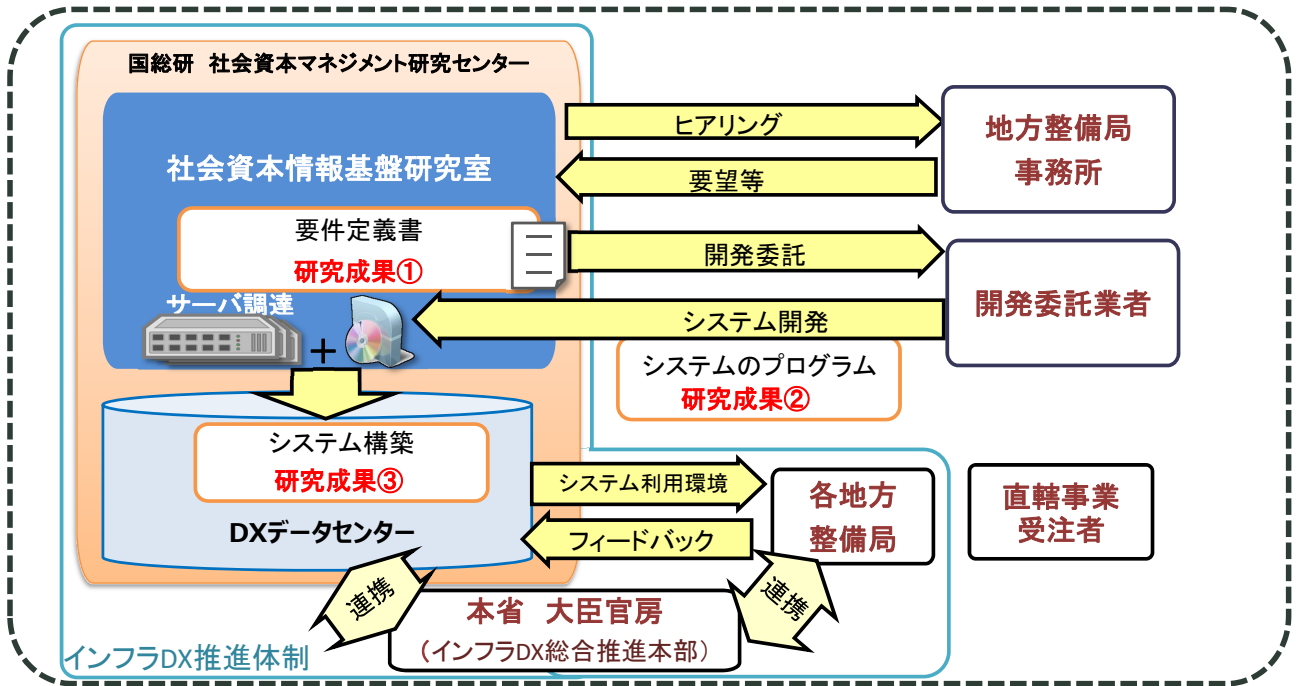 国総研 社会資本マネジメント研究センター
社会資本情報基盤研究室
要件定義書
研究成果①
サーバ調達
+
ヒアリング
要望等
地方整備局
事務所
開発委託
システム開発
開発委託業者
システムのプログラム
研究成果②
システム構築
研究成果③
DXデータセンター
システム利用環境
フィードバック
各地方
整備局
直轄事業
受注者
連携
連携
本省 大臣官房
(インフラDX総合推進本部)
インフラDX推進体制